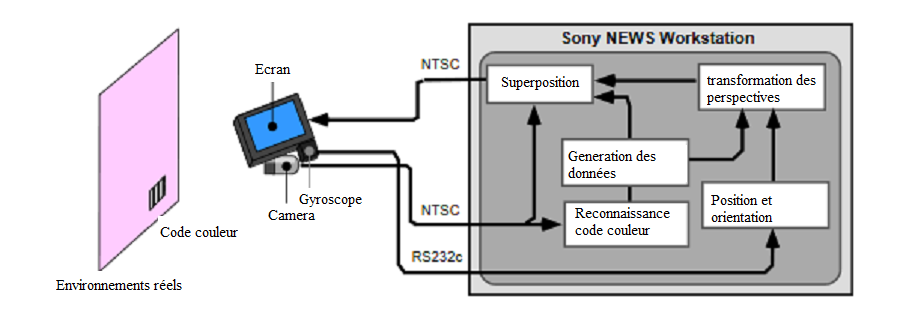 Sony NEWS Workstation
NTSC
Ecran
Superposition
transformation des
perspectives
Generation des
données
Gyroscope
Camera
NTSC
Position et
orientation
Reconnaissance
code couleur
Code couleur
RS232c
Environnements réels